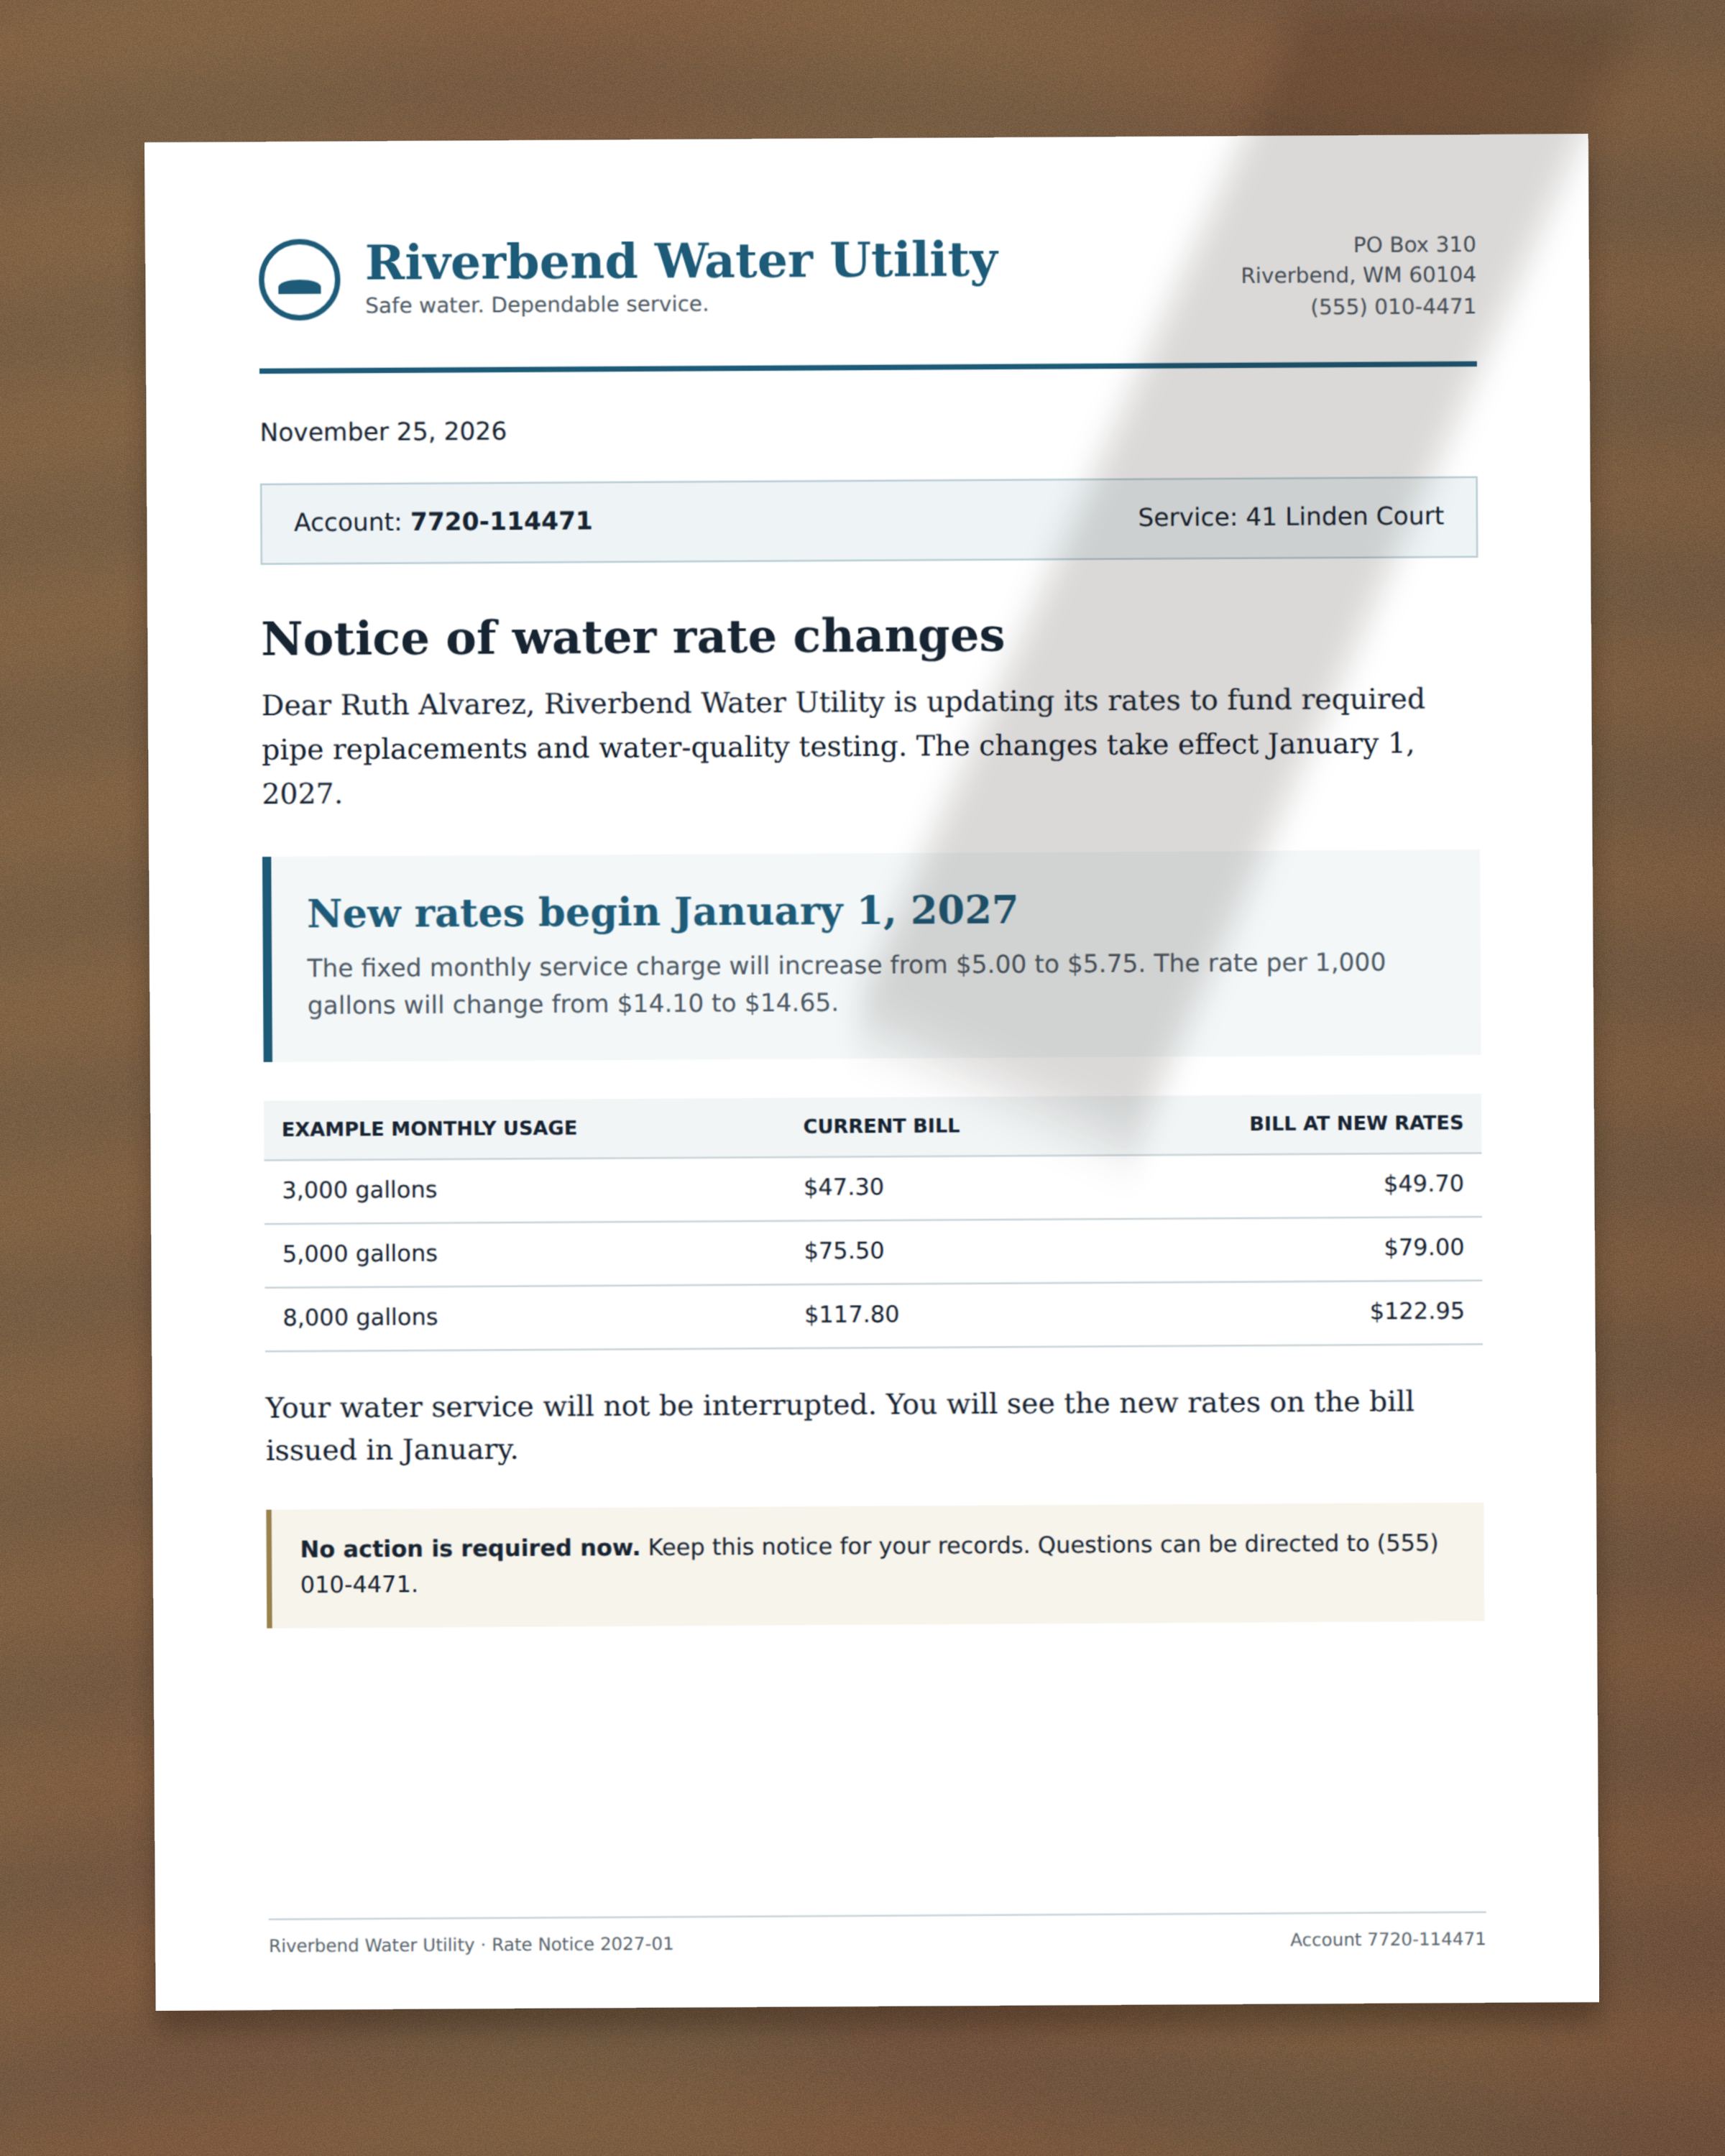 Riverbend Water Utility
Safe water. Dependable service.
PO Box 310
Riverbend, WM 60104
(555) 010-4471
November 25, 2026
Account: 7720-114471
Service: 41 Linden Court
Notice of water rate changes
Dear Ruth Alvarez, Riverbend Water Utility is updating its rates to fund required
pipe replacements and water-quality testing. The changes take effect January 1,
2027.
New rates begin January 1, 2027
The fixed monthly service charge will increase from $5.00 to $5.75. The rate per 1,000
gallons will change from $14.10 to $14.65.
EXAMPLE MONTHLY USAGE CURRENT BILL BILL AT NEW RATES
3,000 gallons $47.30 $49.70
5,000 gallons $75.50 $79.00
8,000 gallons $117.80 $122.95
Your water service will not be interrupted. You will see the new rates on the bill
issued in January.
No action is required now. Keep this notice for your records. Questions can be directed to (555)
010-4471.
Riverbend Water Utility · Rate Notice 2027-01
Account 7720-114471